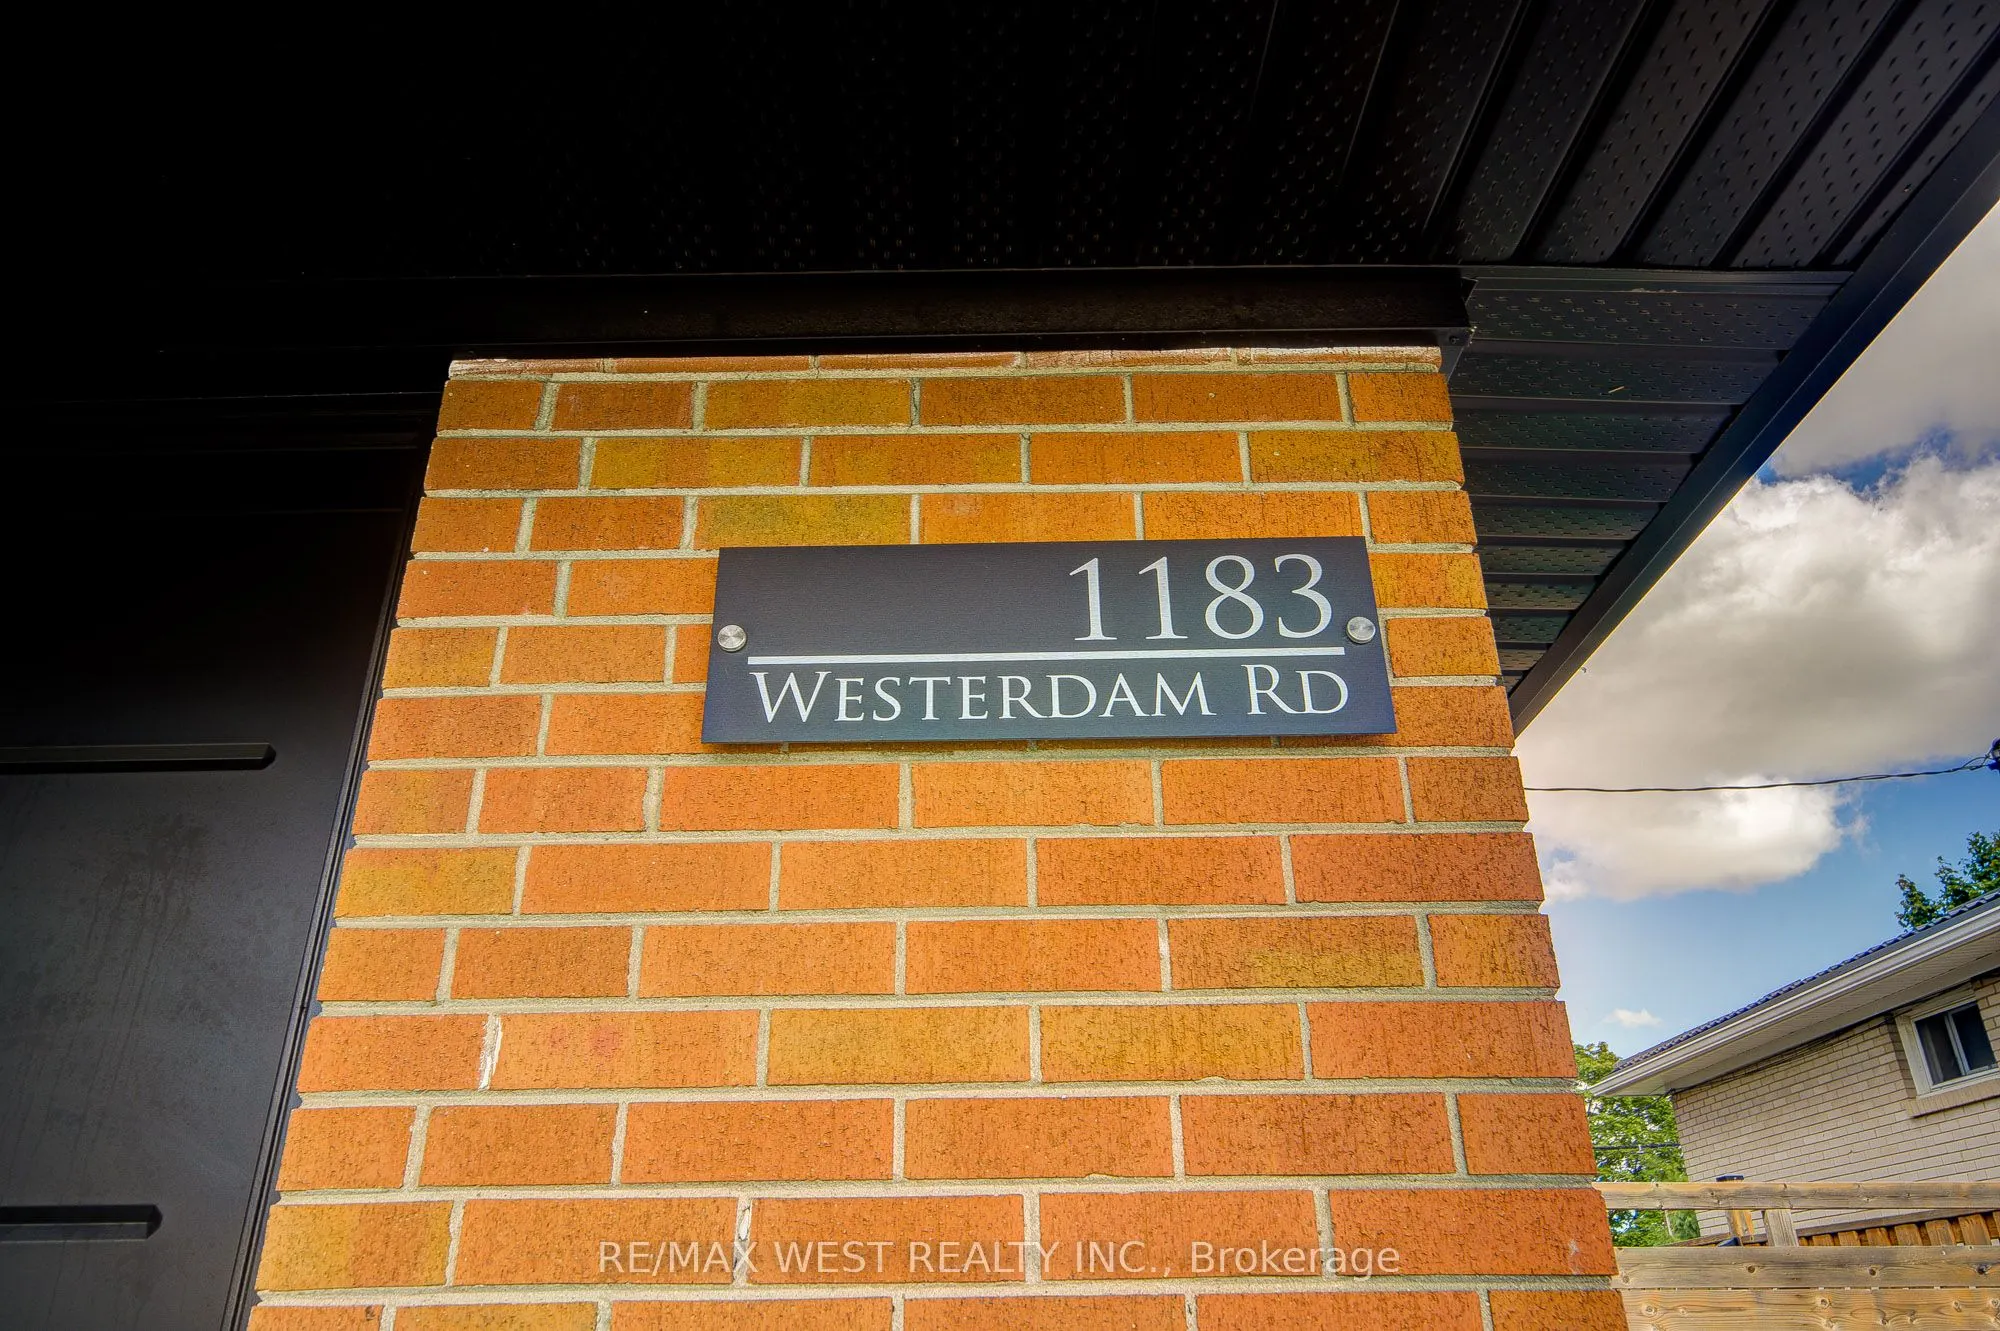 1183
WESTERDAM RD
RE/MAX WEST REALTY INC., Brokerage